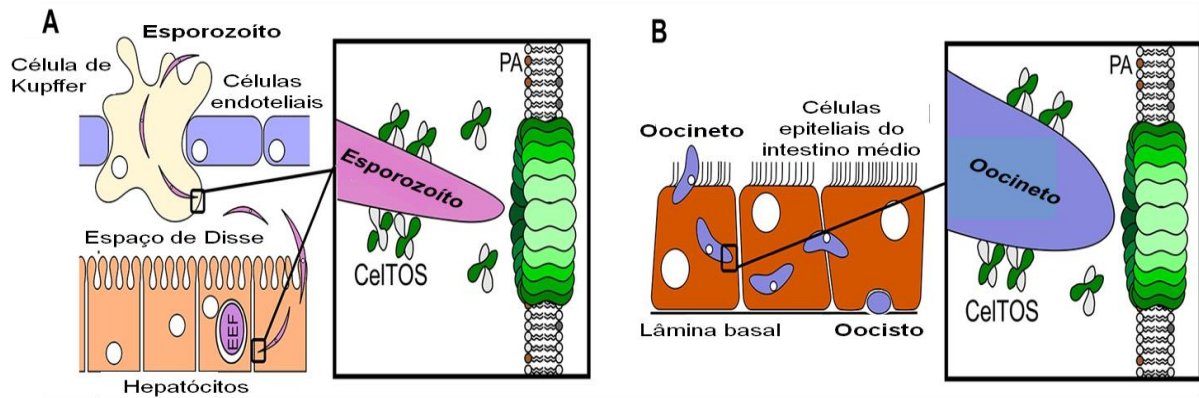 A
Esporozoíto
Célula de
Kupffer
Células
endoteliais
Espaço de Disse
EEF
Hepatócitos
PA
Esporozoíto
CelTOS
B
Oocineto
Células
epiteliais do
intestino médio
Lâmina basal
Oocisto
PA
Oocineto
CelTOS